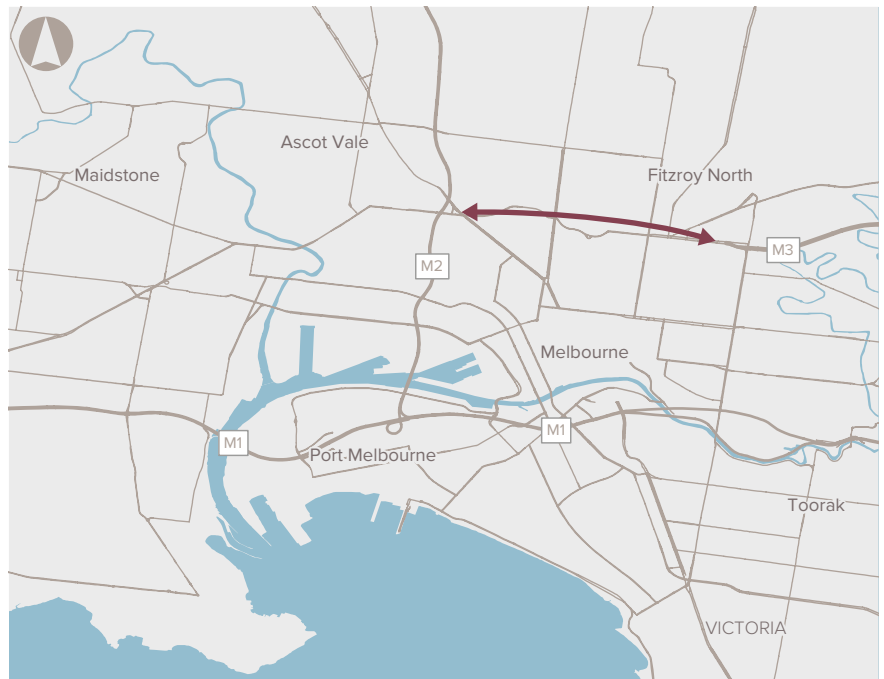 Ascot Vale
Maidstone
Fitzroy North
M3
M2
Melbourne
M1
M1
Port Melbourne
Toorak
VICTORIA